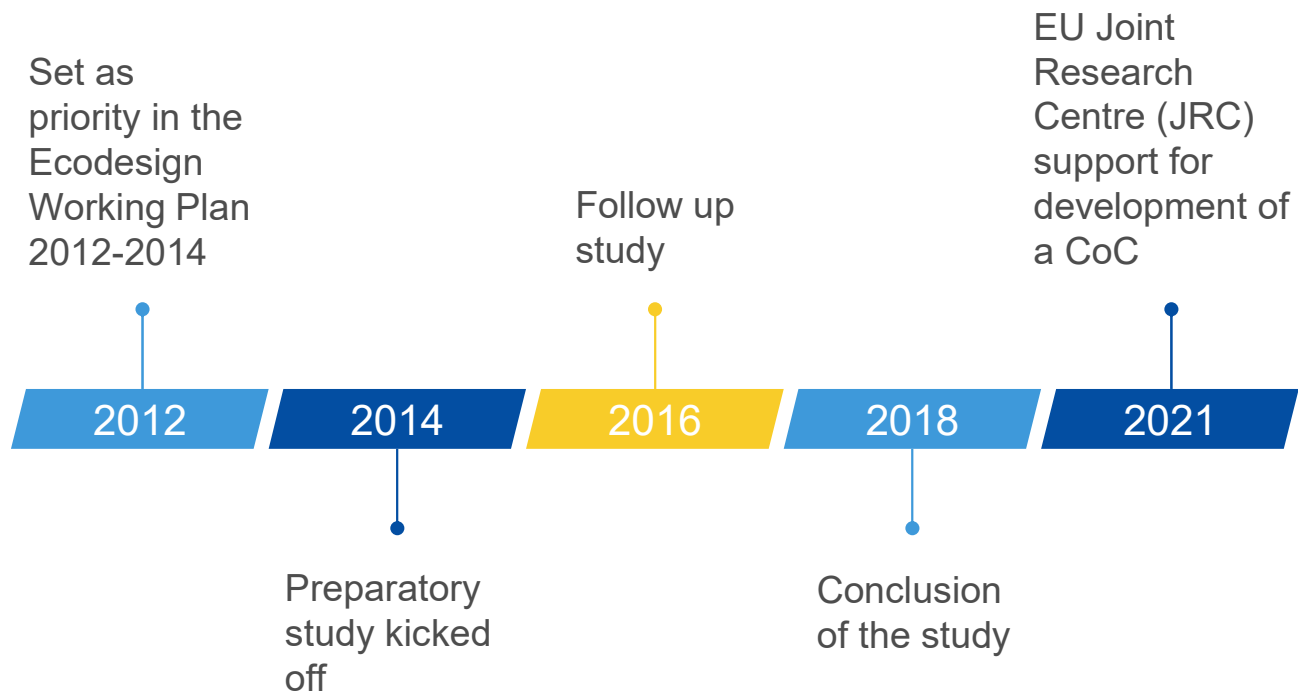 Set as
priority in the
Ecodesign
Working Plan
2012-2014
Follow up
study
EU Joint
Research
Centre (JRC)
support for
development of
a CoC
2012
2014
2016
2018
2021
Preparatory
study kicked
off
Conclusion
of the study